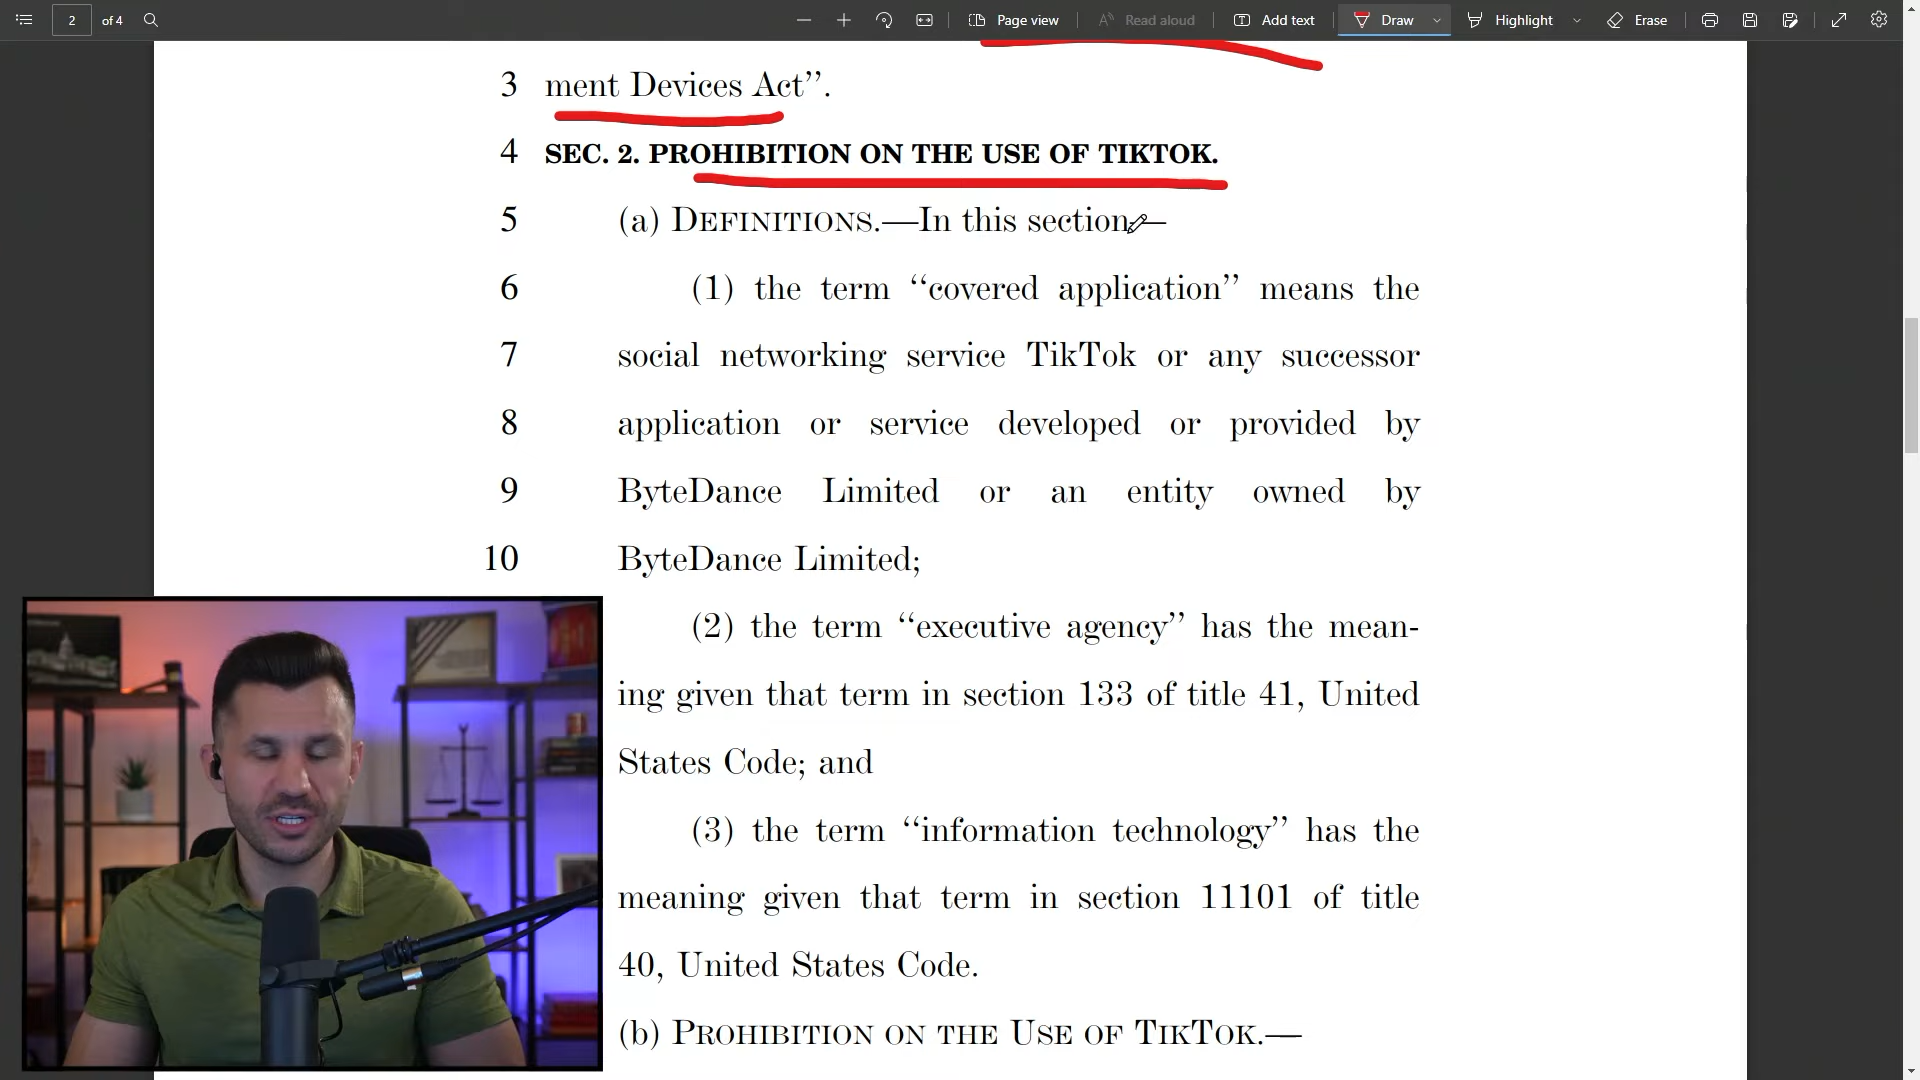 2 of 4 Page view Read aloud Add text Draw Highlight Erase
3 ment Devices Act’’.
4 SEC. 2. PROHIBITION ON THE USE OF TIKTOK.
5 (a) DEFINITIONS.—In this section—
6 (1) the term ‘‘covered application’’ means the
7 social networking service TikTok or any successor
8 application or service developed or provided by
9 ByteDance Limited or an entity owned by
10 ByteDance Limited;
(2) the term ‘‘executive agency’’ has the mean-
ing given that term in section 133 of title 41, United
States Code; and
(3) the term ‘‘information technology’’ has the
meaning given that term in section 11101 of title
40, United States Code.
(b) PROHIBITION ON THE USE OF TIKTOK.—